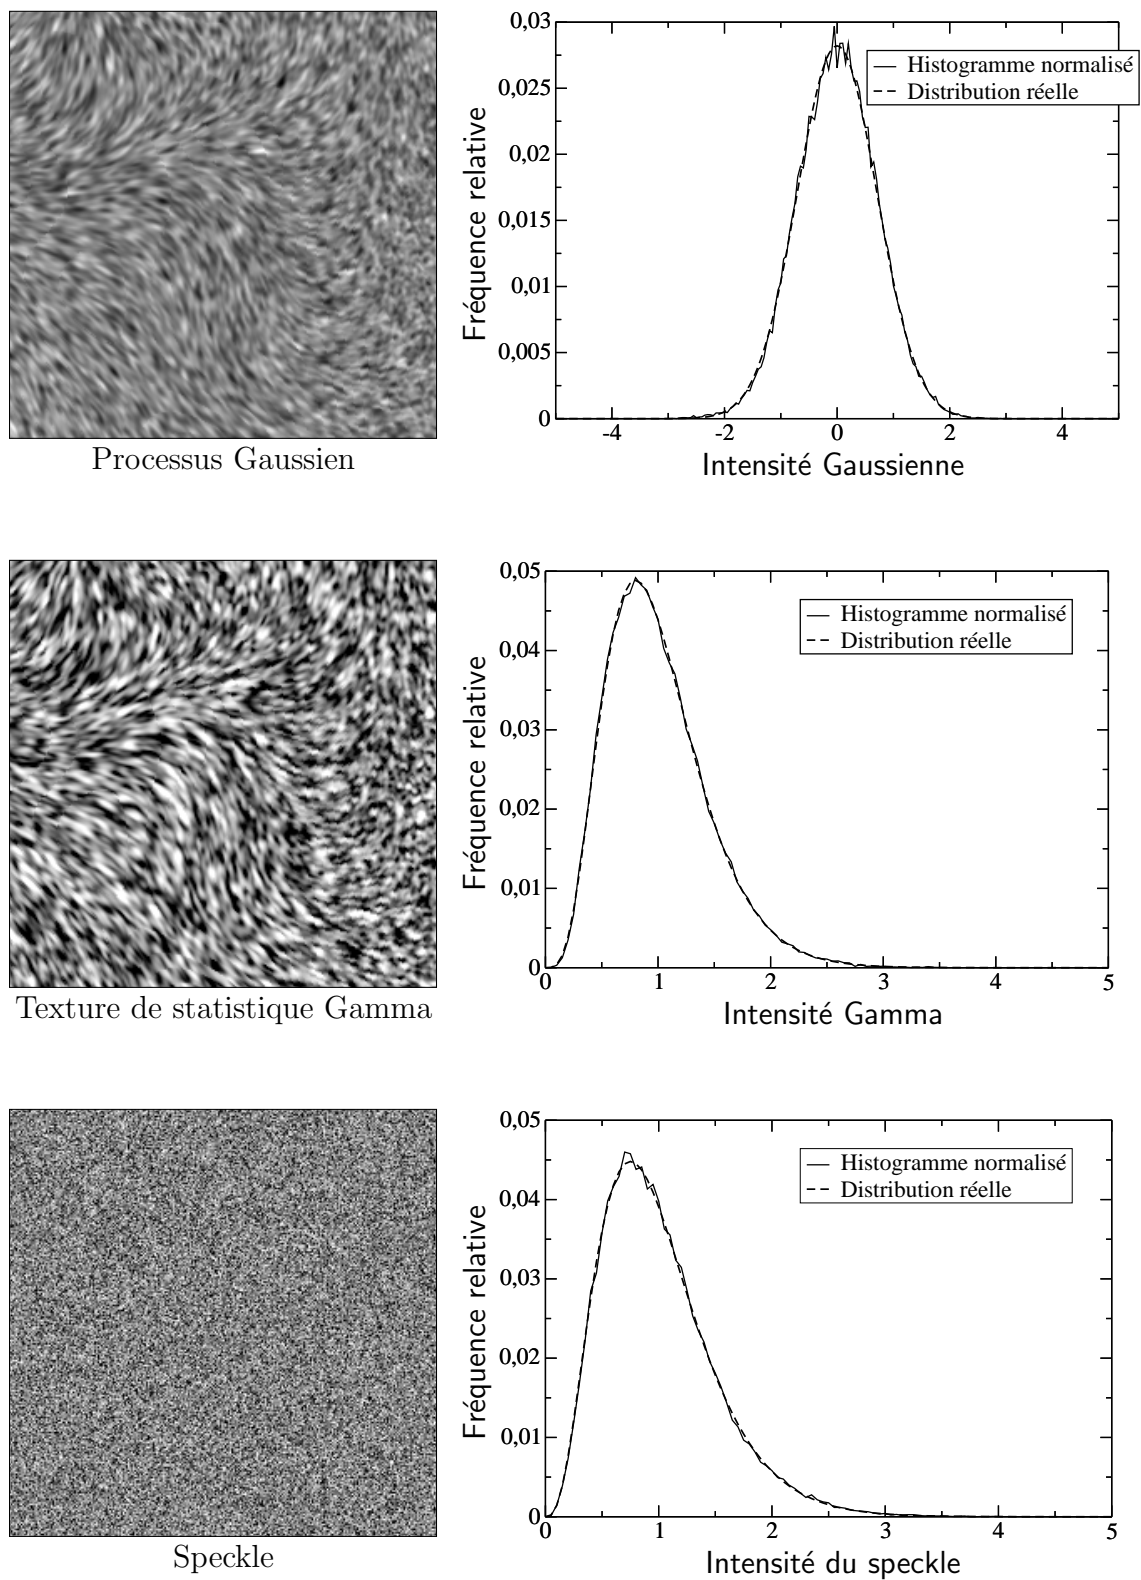 0,03
Histogramme normalisé
Distribution réelle
0,025
0,02
0,015
0,01
0,005
0
Fréquence relative
-4 -2 0 2 4
Intensité Gaussienne
Processus Gaussien
0,05
Histogramme normalisé
Distribution réelle
0,04
0,03
0,02
0,01
0
Fréquence relative
0 1 2 3 4 5
Intensité Gamma
Texture de statistique Gamma
0,05
Histogramme normalisé
Distribution réelle
0,04
0,03
0,02
0,01
0
Fréquence relative
0 1 2 3 4 5
Intensité du speckle
Speckle